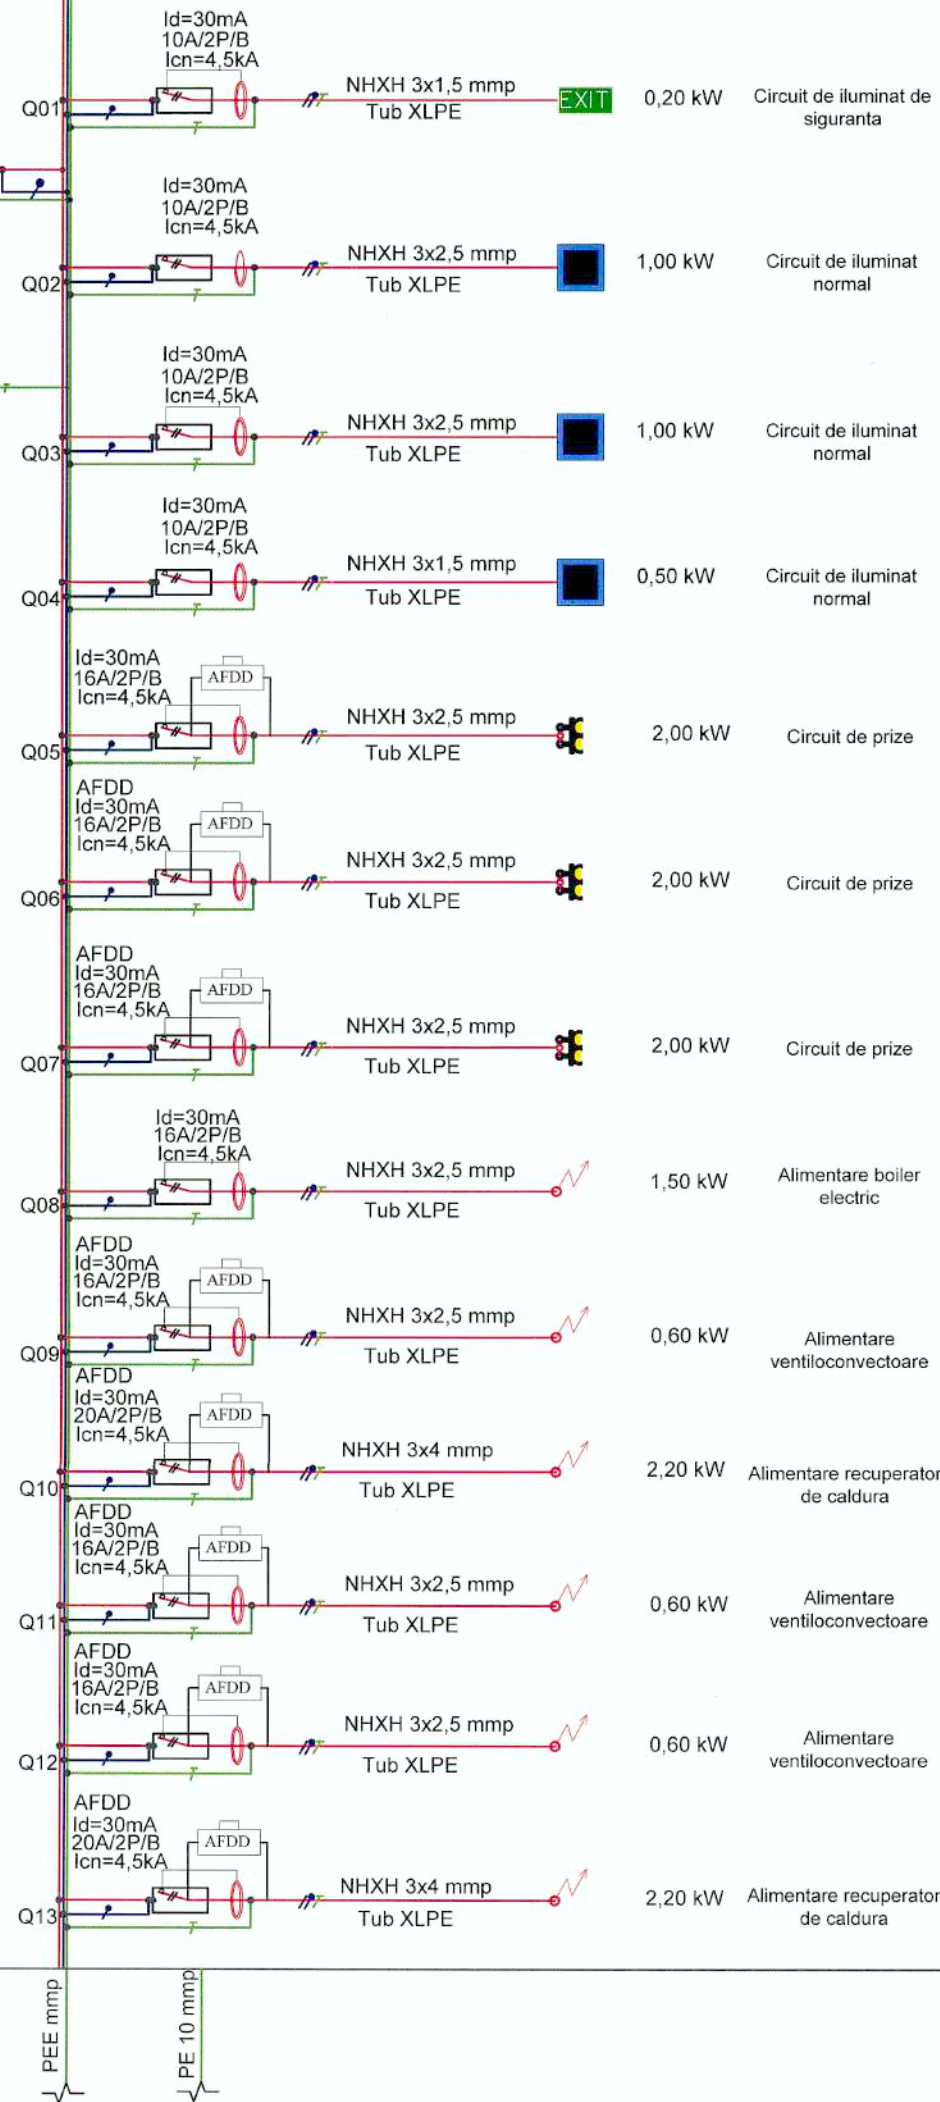 Id=30mA
10A/2P/B
Icn=4,5kA
Q01
NHXH 3x1,5 mmp
Tub XLPE
EXIT
0,20 kW
Circuit de iluminat de
siguranta
Id=30mA
10A/2P/B
Icn=4,5kA
Q02
NHXH 3x2,5 mmp
Tub XLPE
1,00 kW
Circuit de iluminat
normal
Id=30mA
10A/2P/B
Icn=4,5kA
Q03
NHXH 3x2,5 mmp
Tub XLPE
1,00 kW
Circuit de iluminat
normal
Id=30mA
10A/2P/B
Icn=4,5kA
Q04
NHXH 3x1,5 mmp
Tub XLPE
0,50 kW
Circuit de iluminat
normal
Id=30mA
16A/2P/B
Icn=4,5kA
AFDD
Q05
NHXH 3x2,5 mmp
Tub XLPE
2,00 kW
Circuit de prize
AFDD
Id=30mA
16A/2P/B
Icn=4,5kA
AFDD
Q06
NHXH 3x2,5 mmp
Tub XLPE
2,00 kW
Circuit de prize
AFDD
Id=30mA
16A/2P/B
Icn=4,5kA
AFDD
Q07
NHXH 3x2,5 mmp
Tub XLPE
2,00 kW
Circuit de prize
Id=30mA
16A/2P/B
Icn=4,5kA
Q08
NHXH 3x2,5 mmp
Tub XLPE
1,50 kW
Alimentare boiler
electric
AFDD
Id=30mA
16A/2P/B
Icn=4,5kA
AFDD
Q09
NHXH 3x2,5 mmp
Tub XLPE
0,60 kW
Alimentare
ventiloconvectoare
AFDD
Id=30mA
20A/2P/B
Icn=4,5kA
AFDD
Q10
NHXH 3x4 mmp
Tub XLPE
2,20 kW
Alimentare recuperator
de caldura
AFDD
Id=30mA
16A/2P/B
Icn=4,5kA
AFDD
Q11
NHXH 3x2,5 mmp
Tub XLPE
0,60 kW
Alimentare
ventiloconvectoare
AFDD
Id=30mA
16A/2P/B
Icn=4,5kA
AFDD
Q12
NHXH 3x2,5 mmp
Tub XLPE
0,60 kW
Alimentare
ventiloconvectoare
AFDD
Id=30mA
20A/2P/B
Icn=4,5kA
AFDD
Q13
NHXH 3x4 mmp
Tub XLPE
2,20 kW
Alimentare recuperator
de caldura
PEE mmp
PE 10 mmp